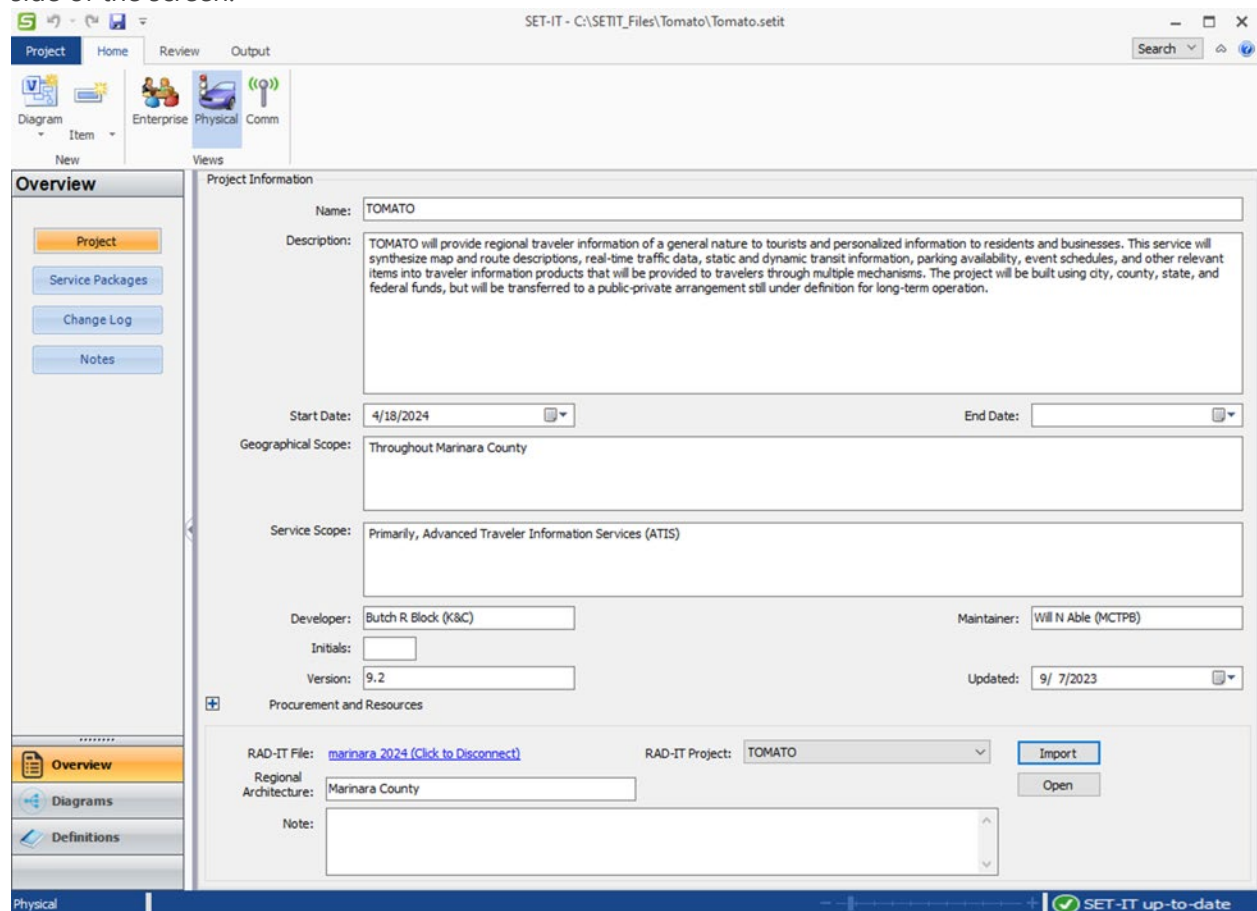 side of the screen.
SET-IT - C:\SETIT_Files\Tomato\Tomato.setit
Project Home Review Output Search
Diagram Item Enterprise Physical Comm
New Views
Overview
Project
Service Packages
Change Log
Notes
Overview
Diagrams
Definitions
Project Information
Name: TOMATO
Description: TOMATO will provide regional traveler information of a general nature to tourists and personalized information to residents and businesses. This service will
synthesize map and route descriptions, real-time traffic data, static and dynamic transit information, parking availability, event schedules, and other relevant
items into traveler information products that will be provided to travelers through multiple mechanisms. The project will be built using city, county, state, and
federal funds, but will be transferred to a public-private arrangement still under definition for long-term operation.
Start Date: 4/18/2024 End Date:
Geographical Scope: Throughout Marinara County
Service Scope: Primarily, Advanced Traveler Information Services (ATIS)
Developer: Butch R Block (K&C) Maintainer: Will N Able (MCTPB)
Initials:
Version: 9.2 Updated: 9/ 7/2023
Procurement and Resources
RAD-IT File: marinara 2024 (Click to Disconnect) RAD-IT Project: TOMATO Import
Regional
Architecture: Marinara County Open
Note:
Physical SET-IT up-to-date